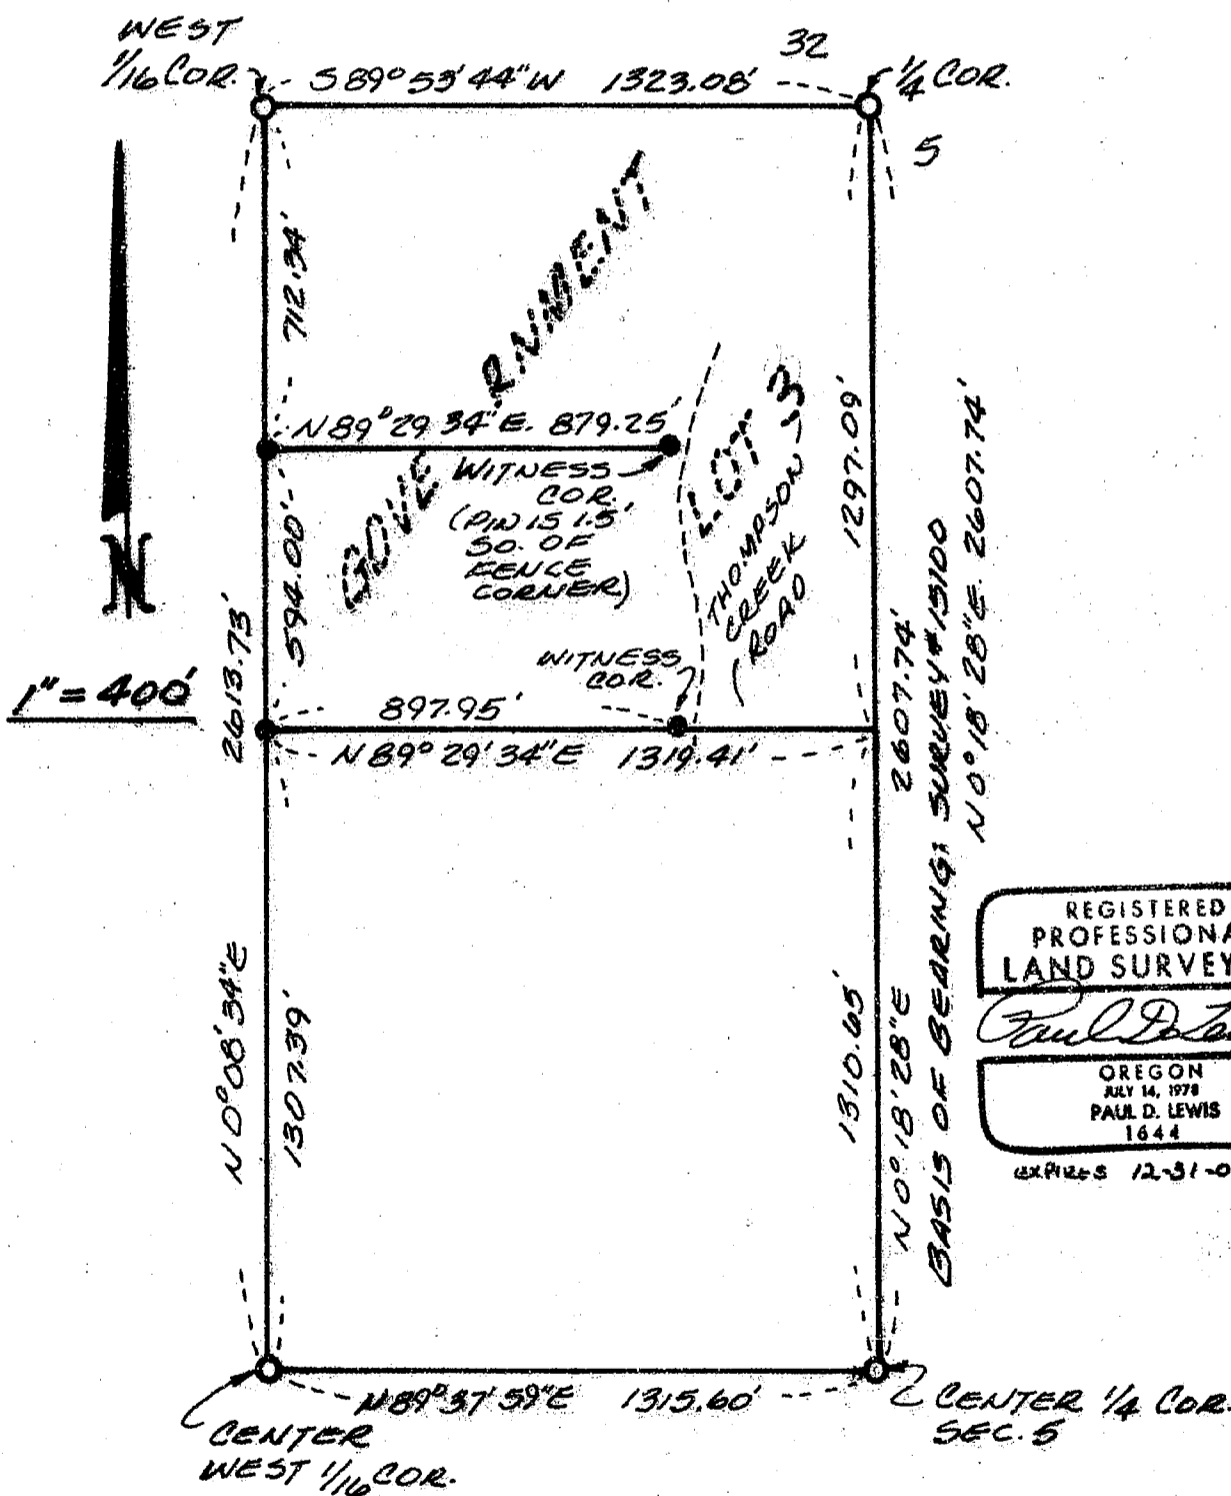 WEST
1/16 COR.
32
1/4 COR.
S 89° 53' 44" W 1323.08'
5
712.34'
GOVERNMENT
LOT 3
N 89° 29' 34" E. 879.25'
WITNESS
COR.
(PIN IS 1.5'
SO. OF
FENCE
CORNER)
THOMPSON
CREEK
ROAD
1297.09'
N
594.00'
1" = 400'
2613.73'
WITNESS
COR.
897.95'
N 89° 29' 34" E 1319.41'
2607.74'
BASIS OF BEARING: SURVEY # 15100
N 0° 18' 28" E. 2607.74'
N 0° 08' 34" E
1307.39'
1310.65'
N 0° 18' 28" E
REGISTERED
PROFESSIONA
LAND SURVEY
OREGON
JULY 14, 1978
PAUL D. LEWIS
1644
EXPIRES 12-31-0
N 89° 37' 59" E 1315.60'
CENTER
WEST 1/16 COR.
CENTER 1/4 COR.
SEC. 5